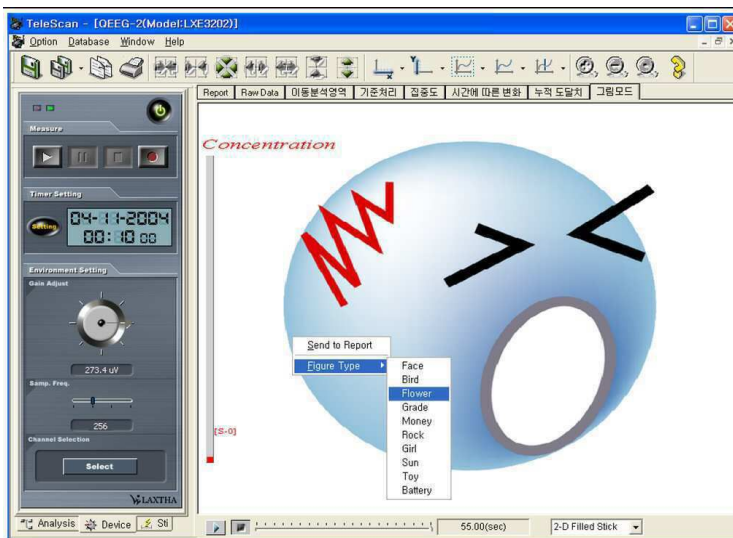 TeleScan - [QEEG-2(Model:LXE3202)]
Option Database Window Help
Report RawData 이동분석영역 기준처리 집중도 시간에 따른 변화 누적 도달치 그림모드
Measure
Timer Setting
Setting
04-11-2004
00:10 00
Environment Setting
Gain Adjust
273.4 uV
Samp. Freq.
256
Channel Selection
Select
LAXTHA
Analysis Device Sti
Concentration
[S-0]
Send to Report
Figure Type
Face
Bird
Flower
Grade
Money
Rock
Girl
Sun
Toy
Battery
55.00(sec)
2-D Filled Stick